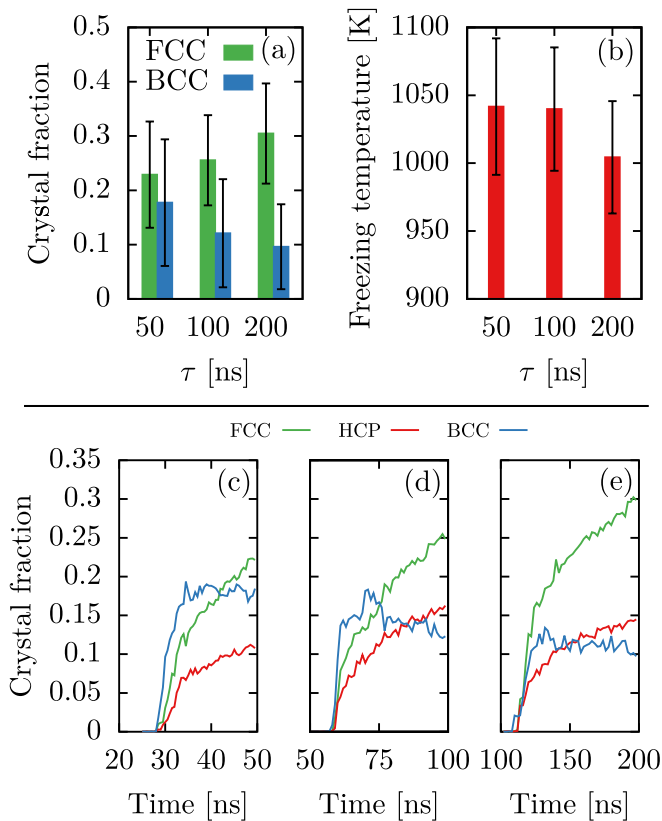 0.5
0.4
0.3
0.2
0.1
0
Crystal fraction
FCC
BCC
(a)
50 100 200
τ [ns]
1100
1050
1000
950
900
Freezing temperature [K]
(b)
50 100 200
τ [ns]
FCC HCP BCC
0.35
0.3
0.25
0.2
0.15
0.1
0.05
0
Crystal fraction
(c)
20 30 40 50
Time [ns]
(d)
50 75 100
Time [ns]
(e)
100 150 200
Time [ns]